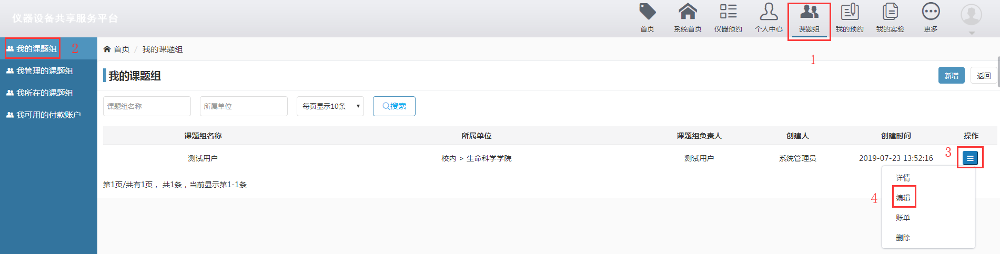 仪器设备共享服务平台
首页 系统首页 仪器预约 个人中心 课题组 我的预约 我的实验 更多
1
我的课题组 2
我管理的课题组
我所在的课题组
我可用的付款账户
首页 / 我的课题组
我的课题组
新增 返回
课题组名称 所属单位 每页显示10条 搜索
课题组名称 所属单位 课题组负责人 创建人 创建时间 操作
测试用户 校内 > 生命科学学院 测试用户 系统管理员 2019-07-23 13:52:16 3
第1页/共有1页， 共1条，当前显示第1-1条
详情
4 编辑
账单
删除